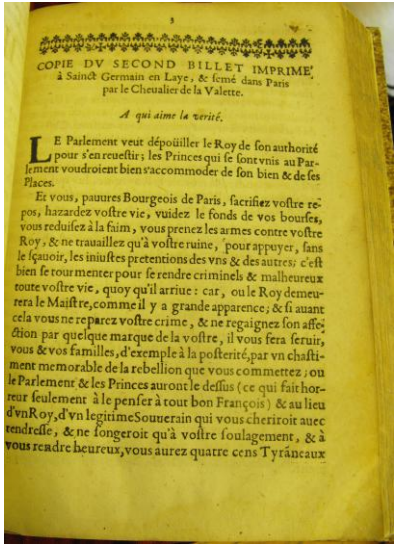 3
COPIE DV SECOND BILLET IMPRIMÉ,
à Sainct Germain en Laye, & ſemé dans Paris
par le Cheualier de la Valette.
A qui aime la verité.
LE Parlement veut dépoüiller le Roy de ſon authorité
pour s'en reueſtir; les Princes qui ſe ſont vnis au Par-
lement voudroient bien s'accommoder de ſon bien & de ſes
Places.
Et vous, pauures Bourgeois de Paris, ſacrifiez voſtre re-
pos, hazardez voſtre vie, vuidez le fonds de vos bourſes,
vous reduiſez à la faim, vous prenez les armes contre voſtre
Roy, & ne trauaillez qu'à voſtre ruine, pour appuyer, ſans
le ſçauoir, les iniuſtes pretentions des vns & des autres; c'eſt
bien ſe tourmenter pour ſe rendre criminels & malheureux
toute voſtre vie, quoy qu'il arriue: car, ou le Roy demeu-
rera le Maiſtre, comme il y a grande apparence; & ſi auant
cela vous ne reparez voſtre crime, & ne regaignez ſon affe-
ction par quelque marque de la voſtre, il vous fera ſeruir,
vous & vos familles, d'exemple à la poſterité, par vn chaſti-
ment memorable de la rebellion que vous commettez; ou
le Parlement & les Princes auront le deſſus (ce qui fait hor-
reur ſeulement à le penſer à tout bon François) & au lieu
d'vn Roy, d'vn legitime Souuerain qui vous cheriroit auec
tendreſſe, & ne ſongeroit qu'à voſtre ſoulagement, & à
vous rendre heureux, vous aurez quatre cens Tyranneaux